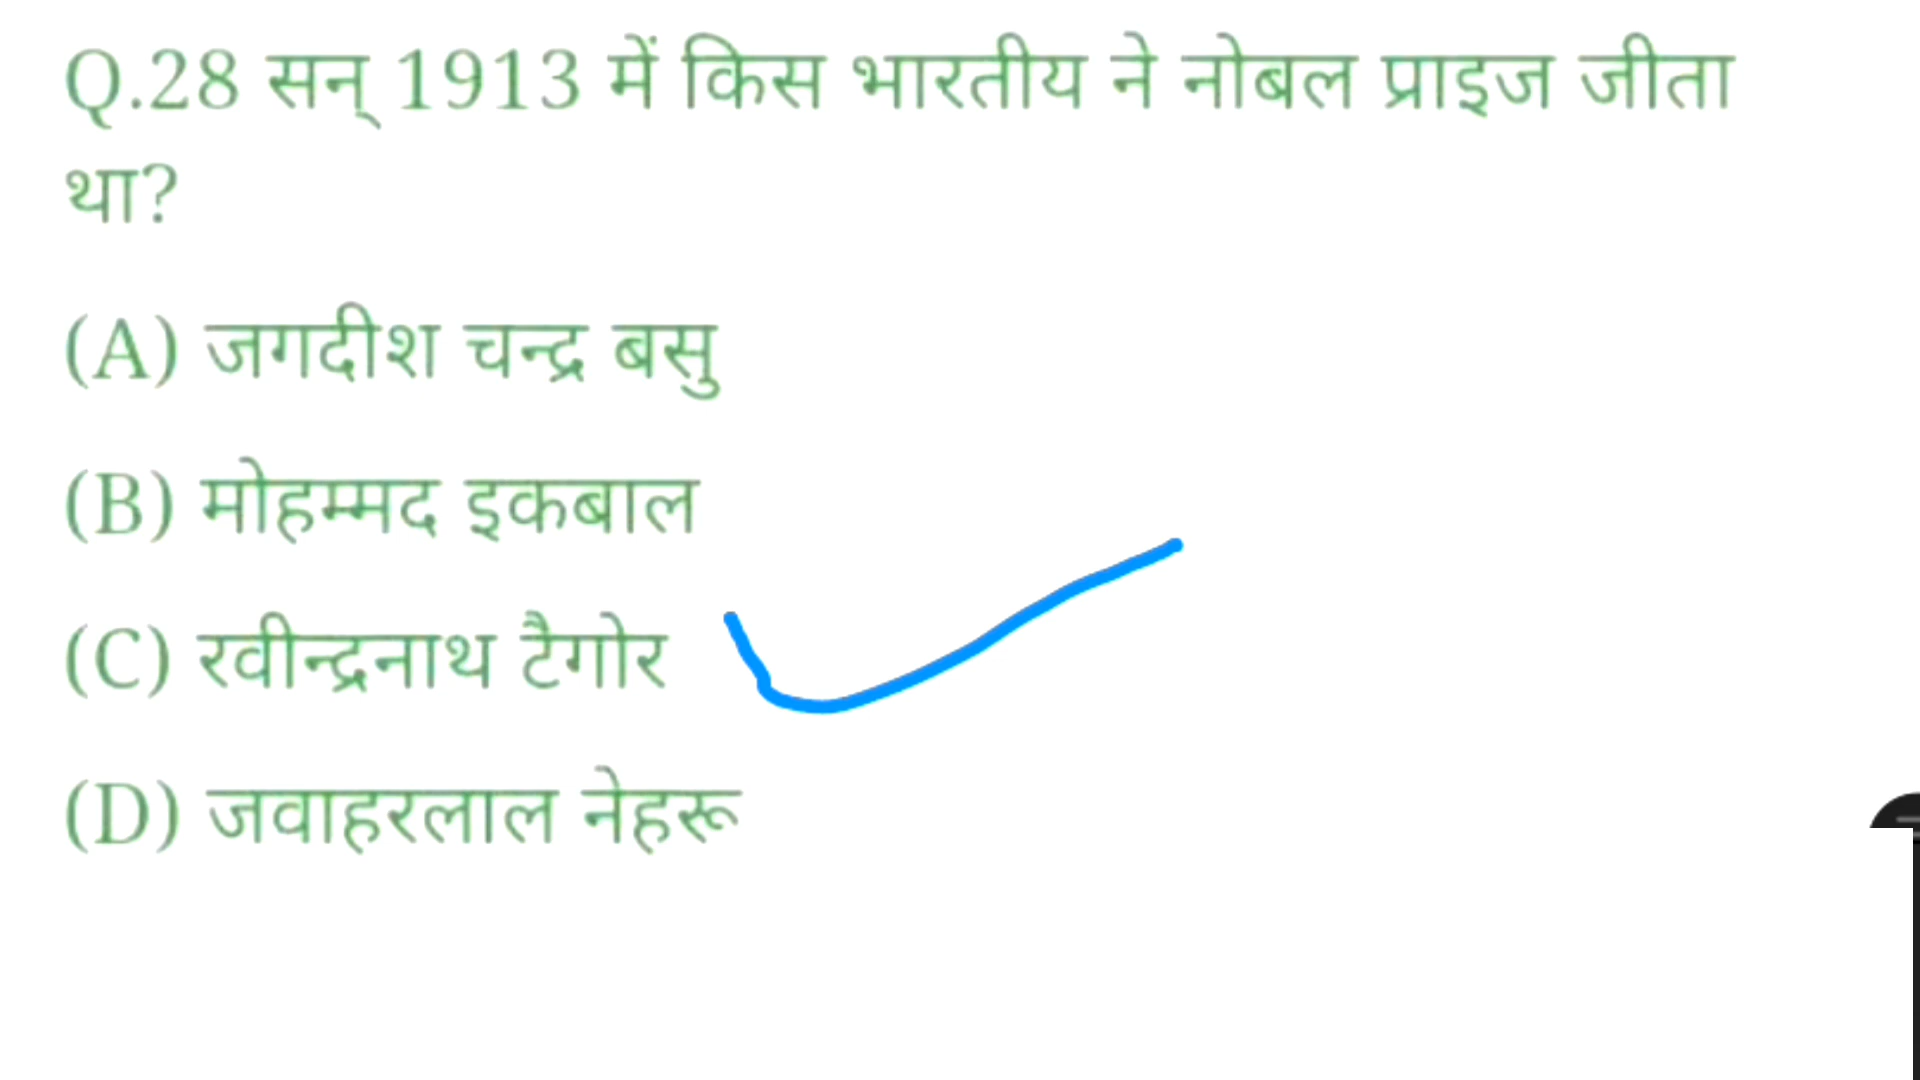 Q.28 सन् 1913 में किस भारतीय ने नोबल प्राइज जीता
था?
(A) जगदीश चन्द्र बसु
(B) मोहम्मद इकबाल
(C) रवीन्द्रनाथ टैगोर
(D) जवाहरलाल नेहरू